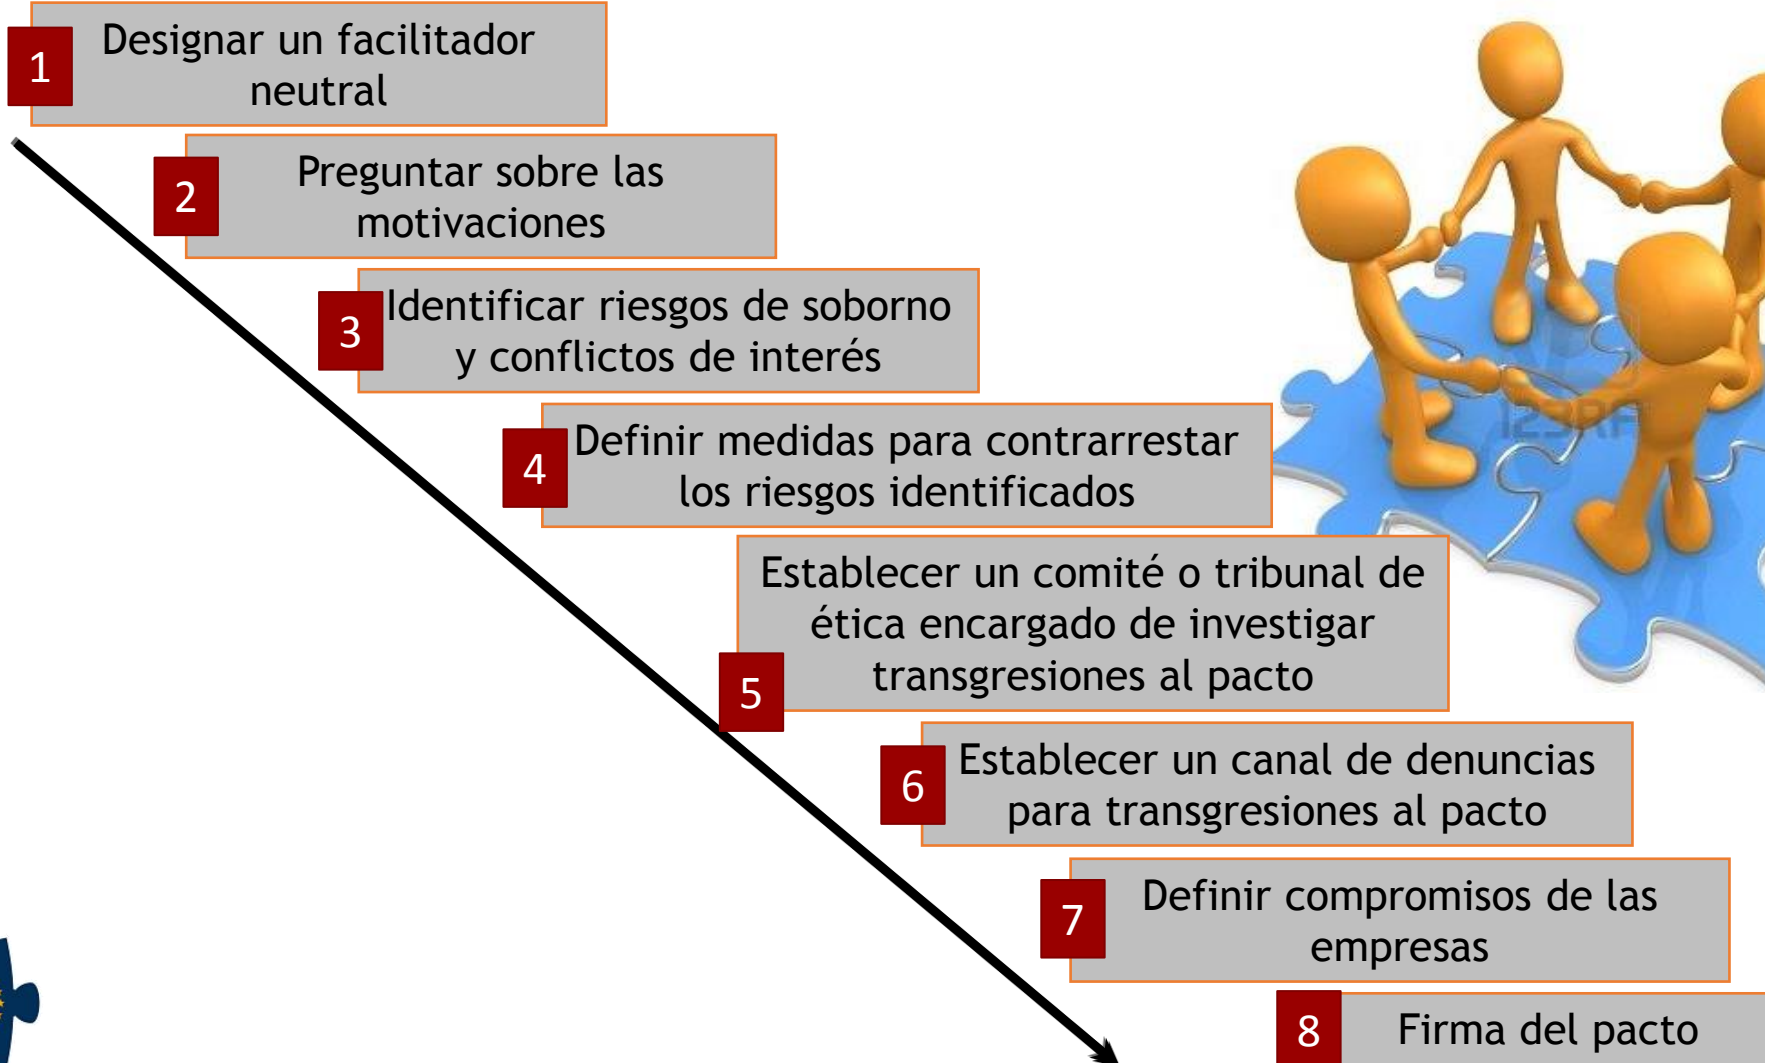 1
Designar un facilitador
neutral
2
Preguntar sobre las
motivaciones
3
Identificar riesgos de soborno
y conflictos de interés
4
Definir medidas para contrarrestar
los riesgos identificados
Establecer un comité o tribunal de
ética encargado de investigar
transgresiones al pacto
5
6
Establecer un canal de denuncias
para transgresiones al pacto
7
Definir compromisos de las
empresas
8
Firma del pacto
123RF